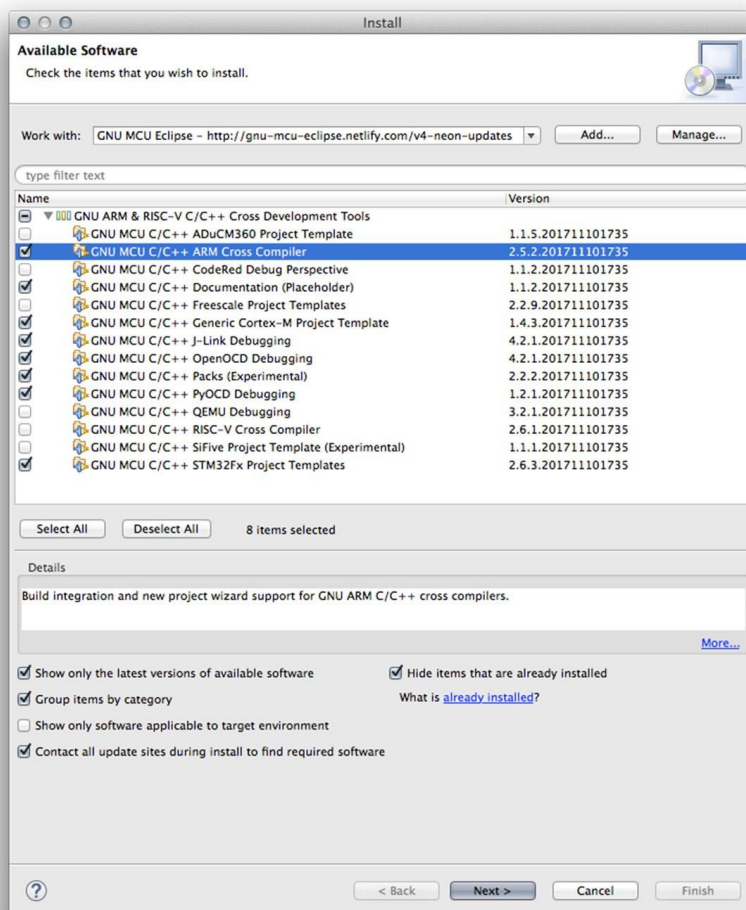 Install
Available Software
Check the items that you wish to install.
Work with: GNU MCU Eclipse - http://gnu-mcu-eclipse.netlify.com/v4-neon-updates Add... Manage...
type filter text
Name Version
GNU ARM & RISC-V C/C++ Cross Development Tools
GNU MCU C/C++ ADuCM360 Project Template 1.1.5.201711101735
GNU MCU C/C++ ARM Cross Compiler 2.5.2.201711101735
GNU MCU C/C++ CodeRed Debug Perspective 1.1.2.201711101735
GNU MCU C/C++ Documentation (Placeholder) 1.1.2.201711101735
GNU MCU C/C++ Freescale Project Templates 2.2.9.201711101735
GNU MCU C/C++ Generic Cortex-M Project Template 1.4.3.201711101735
GNU MCU C/C++ J-Link Debugging 4.2.1.201711101735
GNU MCU C/C++ OpenOCD Debugging 4.2.1.201711101735
GNU MCU C/C++ Packs (Experimental) 2.2.2.201711101735
GNU MCU C/C++ PyOCD Debugging 1.2.1.201711101735
GNU MCU C/C++ QEMU Debugging 3.2.1.201711101735
GNU MCU C/C++ RISC-V Cross Compiler 2.6.1.201711101735
GNU MCU C/C++ SiFive Project Template (Experimental) 1.1.1.201711101735
GNU MCU C/C++ STM32Fx Project Templates 2.6.3.201711101735
Select All Deselect All 8 items selected
Details
Build integration and new project wizard support for GNU ARM C/C++ cross compilers.
More...
Show only the latest versions of available software Hide items that are already installed
Group items by category What is already installed?
Show only software applicable to target environment
Contact all update sites during install to find required software
? < Back Next > Cancel Finish